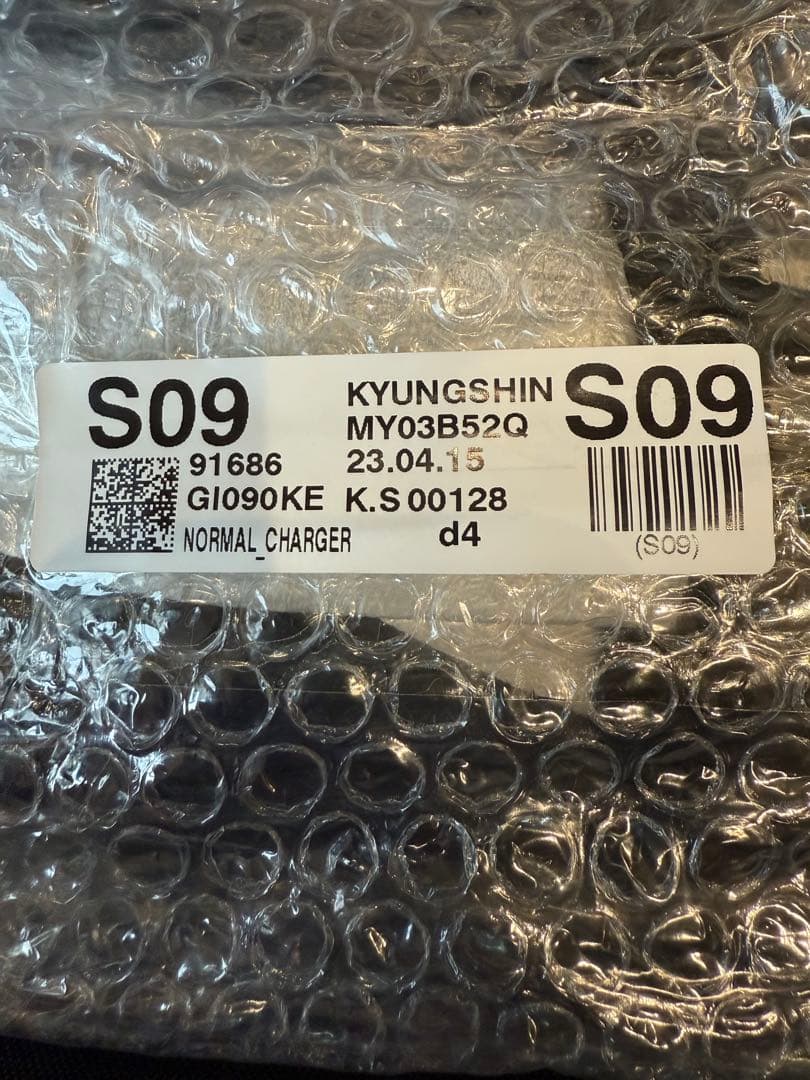 S09
91686
GI090KE
NORMAL_CHARGER
KYUNGSHIN
MY03B52Q
23.04.15
K.S 00128
d4
S09
(S09)